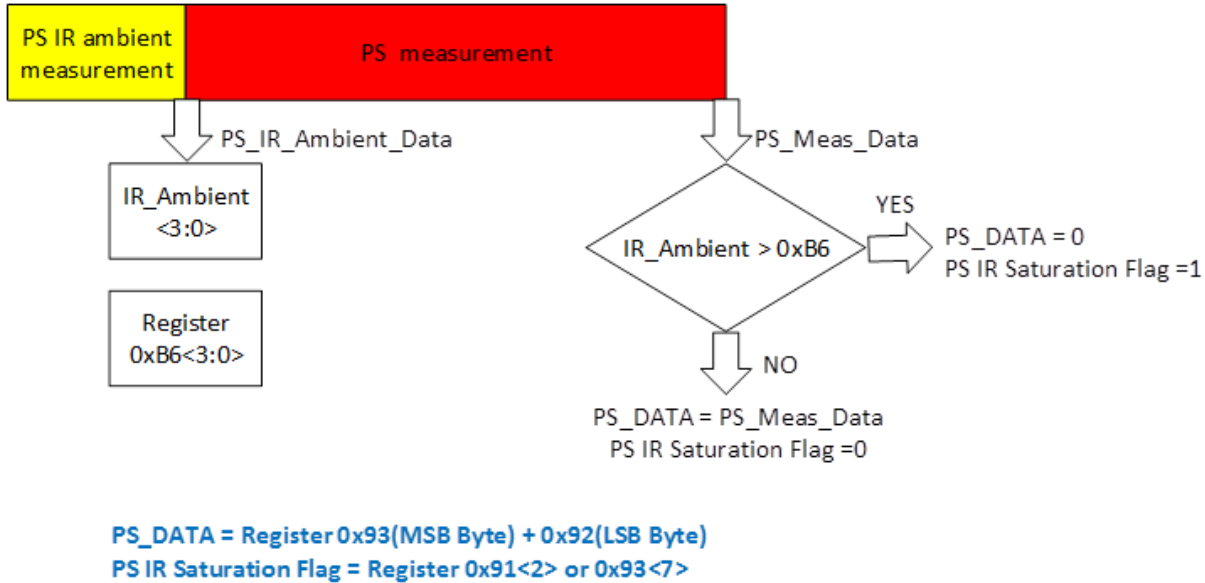 PS IR ambient
measurement
PS measurement
PS_IR_Ambient_Data
PS_Meas_Data
IR_Ambient
<3:0>
IR_Ambient > 0xB6
YES
PS_DATA = 0
PS IR Saturation Flag =1
Register
0xB6<3:0>
NO
PS_DATA = PS_Meas_Data
PS IR Saturation Flag =0
PS_DATA = Register 0x93(MSB Byte) + 0x92(LSB Byte)
PS IR Saturation Flag = Register 0x91<2> or 0x93<7>